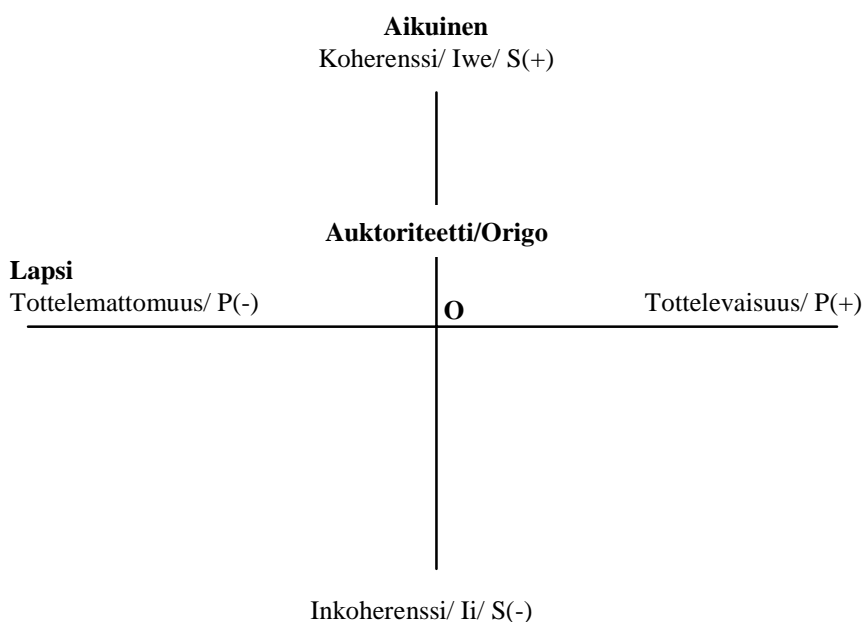 Aikuinen
Koherenssi/ Iwe/ S(+)
Auktoriteetti/Origo
Lapsi
Tottelemattomuus/ P(-)
O
Tottelevaisuus/ P(+)
Inkoherenssi/ Ii/ S(-)